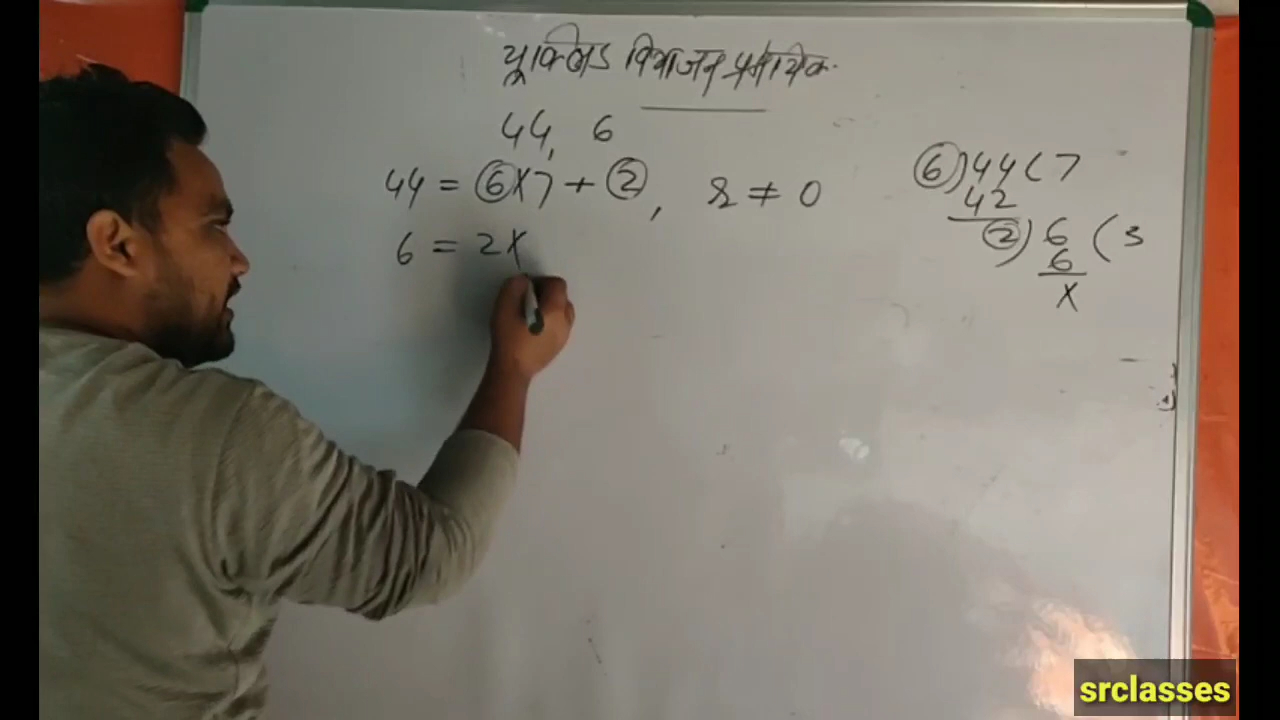 यूक्लिड विभाजन प्रमेयिका
44, 6
44 = 6 X 7 + 2, r ≠ 0
6 = 2 X
6)44(7
42
2) 6 (3
6
x
srclasses